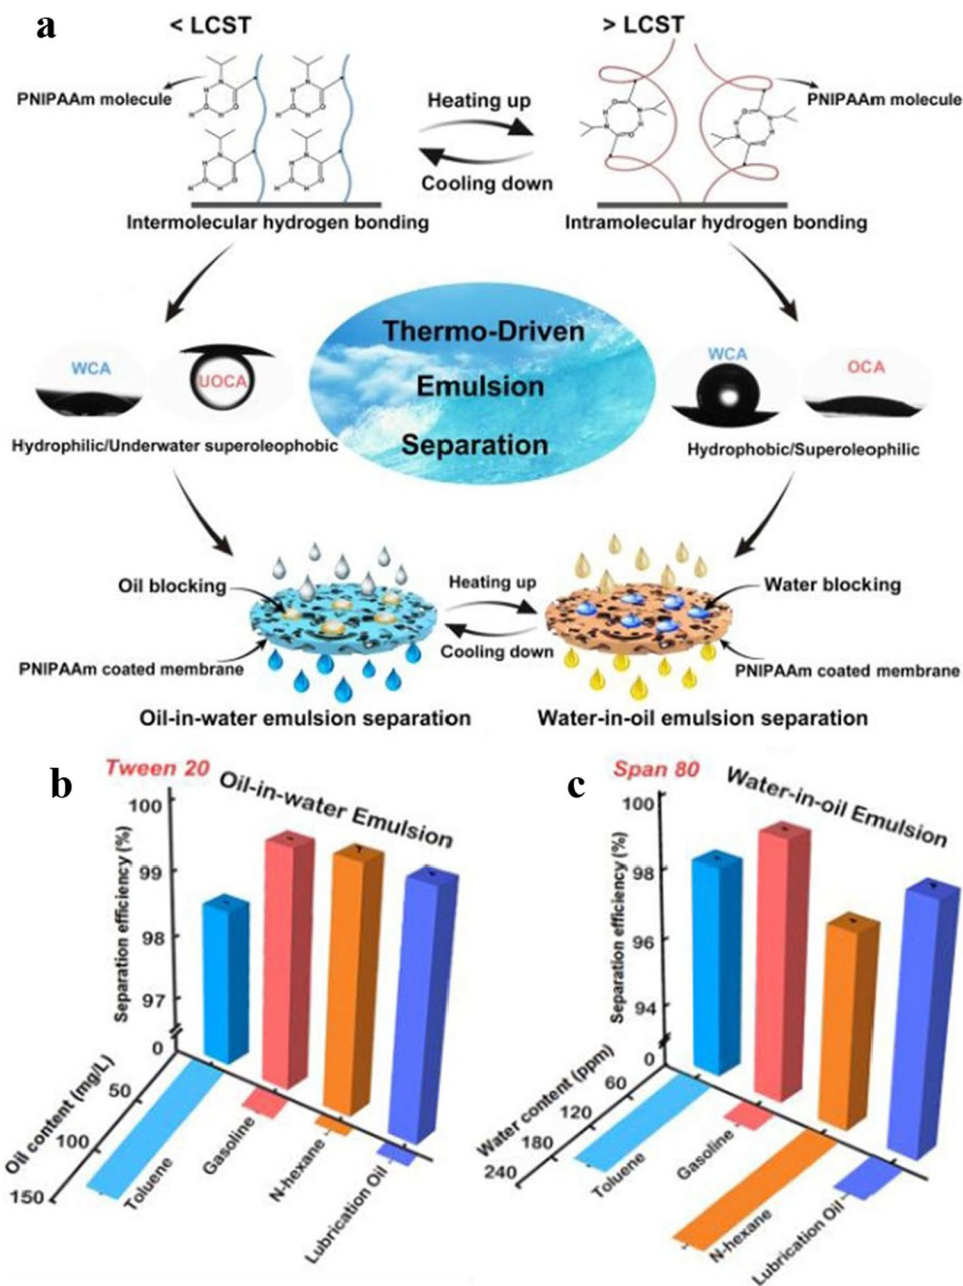 a
< LCST
> LCST
PNIPAAm molecule
Heating up
Cooling down
PNIPAAm molecule
Intermolecular hydrogen bonding
Intramolecular hydrogen bonding
Thermo-Driven
Emulsion
Separation
WCA
UOCA
WCA
OCA
Hydrophilic/Underwater superoleophobic
Hydrophobic/Superoleophilic
Oil blocking
Heating up
Water blocking
Cooling down
PNIPAAm coated membrane
PNIPAAm coated membrane
Oil-in-water emulsion separation
Water-in-oil emulsion separation
b
Tween 20
Oil-in-water Emulsion
Separation efficiency (%)
100
99
98
97
0
Oil content (mg/L)
50
100
150
Toluene
Gasoline
N-hexane
Lubrication Oil
c
Span 80
Water-in-oil Emulsion
Separation efficiency (%)
100
98
96
94
0
Water content (ppm)
60
120
180
240
Toluene
Gasoline
N-hexane
Lubrication Oil